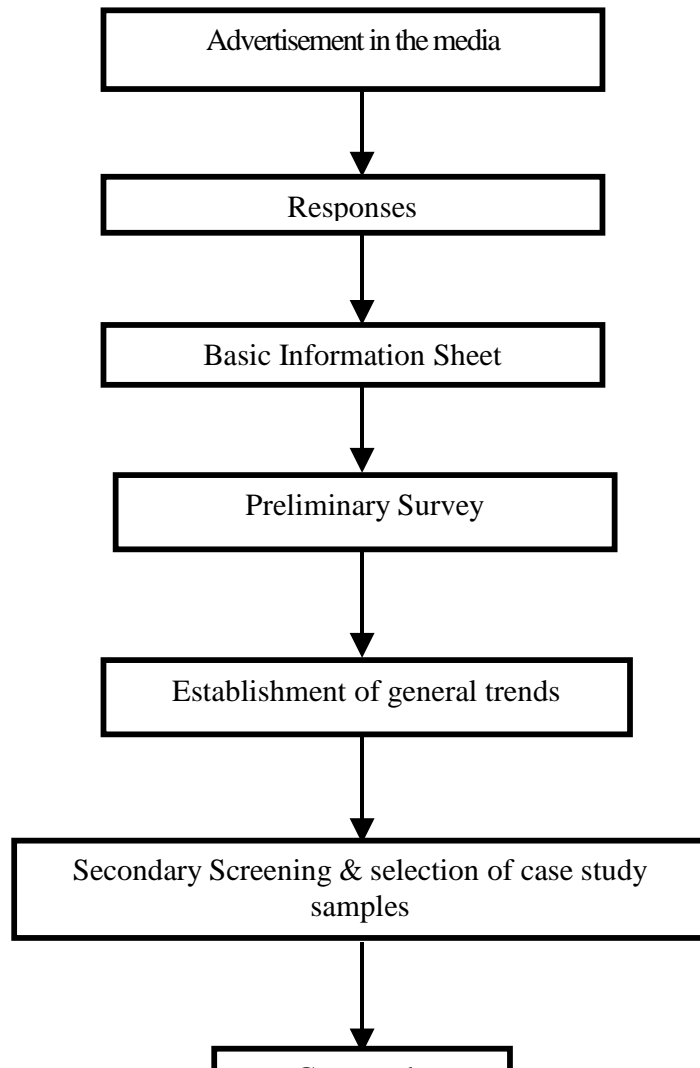 Advertisement in the media
Responses
Basic Information Sheet
Preliminary Survey
Establishment of general trends
Secondary Screening & selection of case study
samples